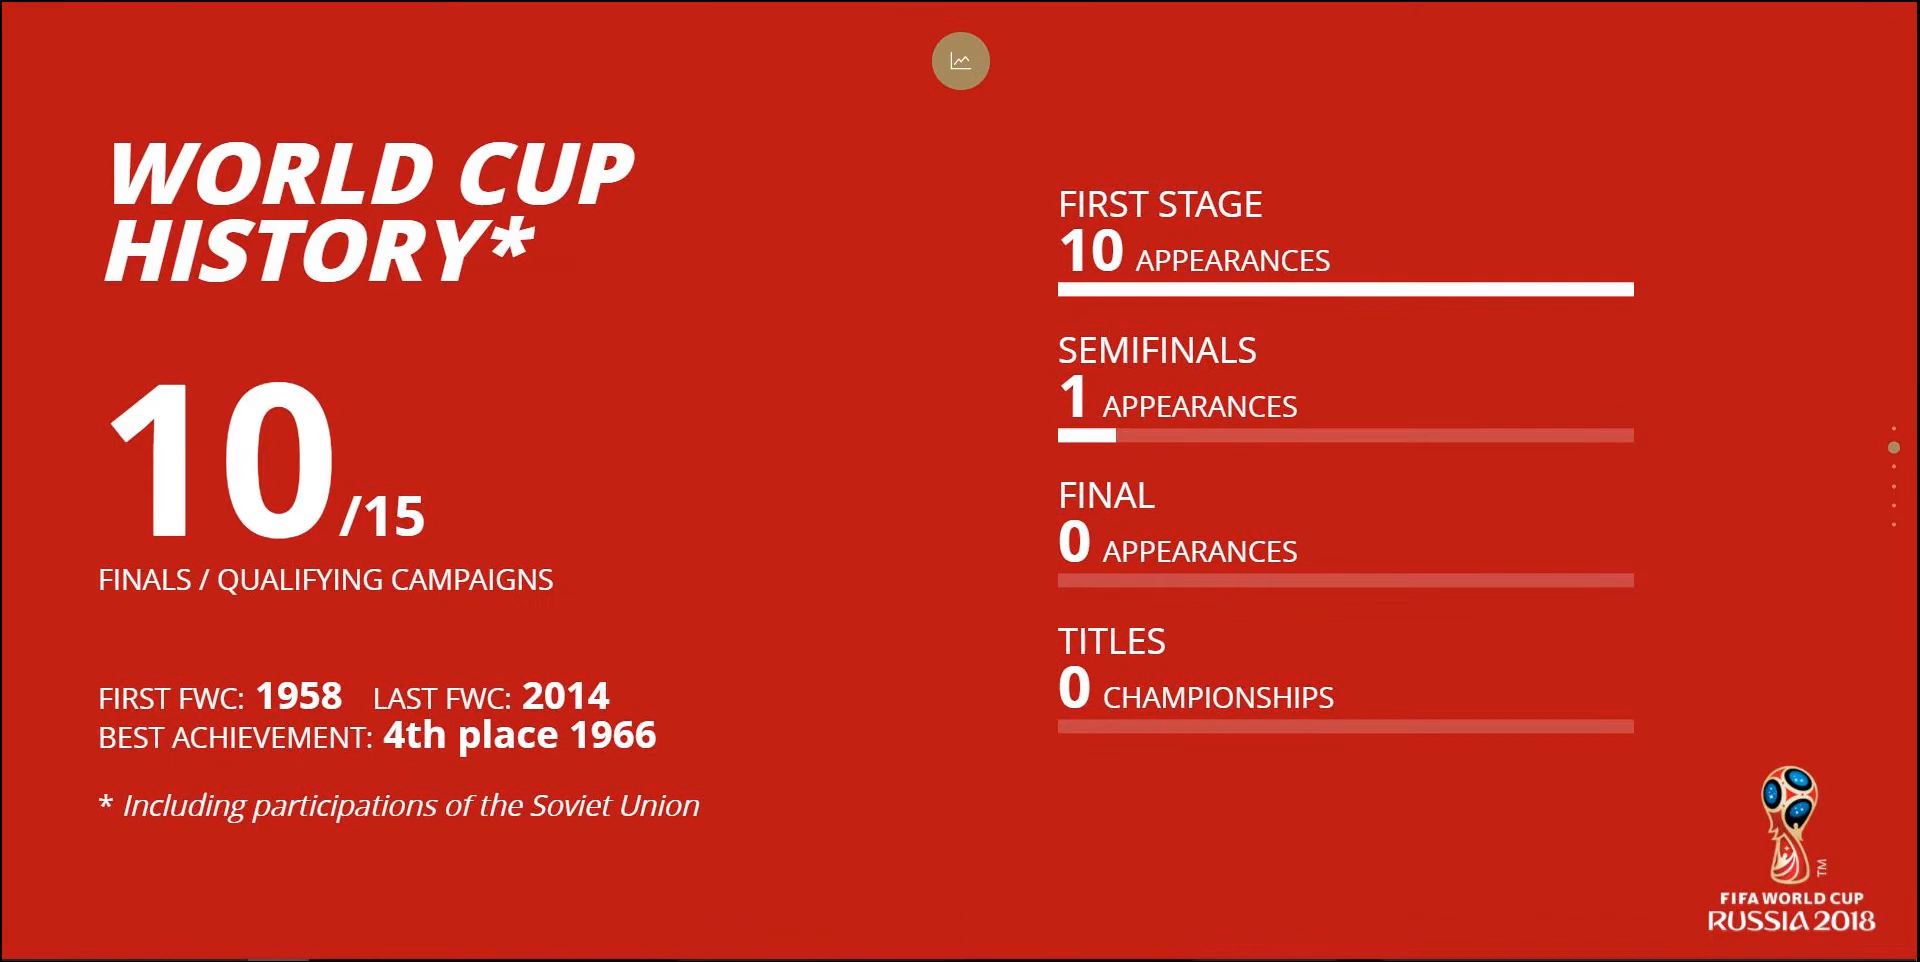 WORLD CUP
HISTORY*
10/15
FINALS / QUALIFYING CAMPAIGNS
FIRST FWC: 1958 LAST FWC: 2014
BEST ACHIEVEMENT: 4th place 1966
* Including participations of the Soviet Union
FIRST STAGE
10 APPEARANCES
SEMIFINALS
1 APPEARANCES
FINAL
0 APPEARANCES
TITLES
0 CHAMPIONSHIPS
TM
FIFA WORLD CUP
RUSSIA 2018